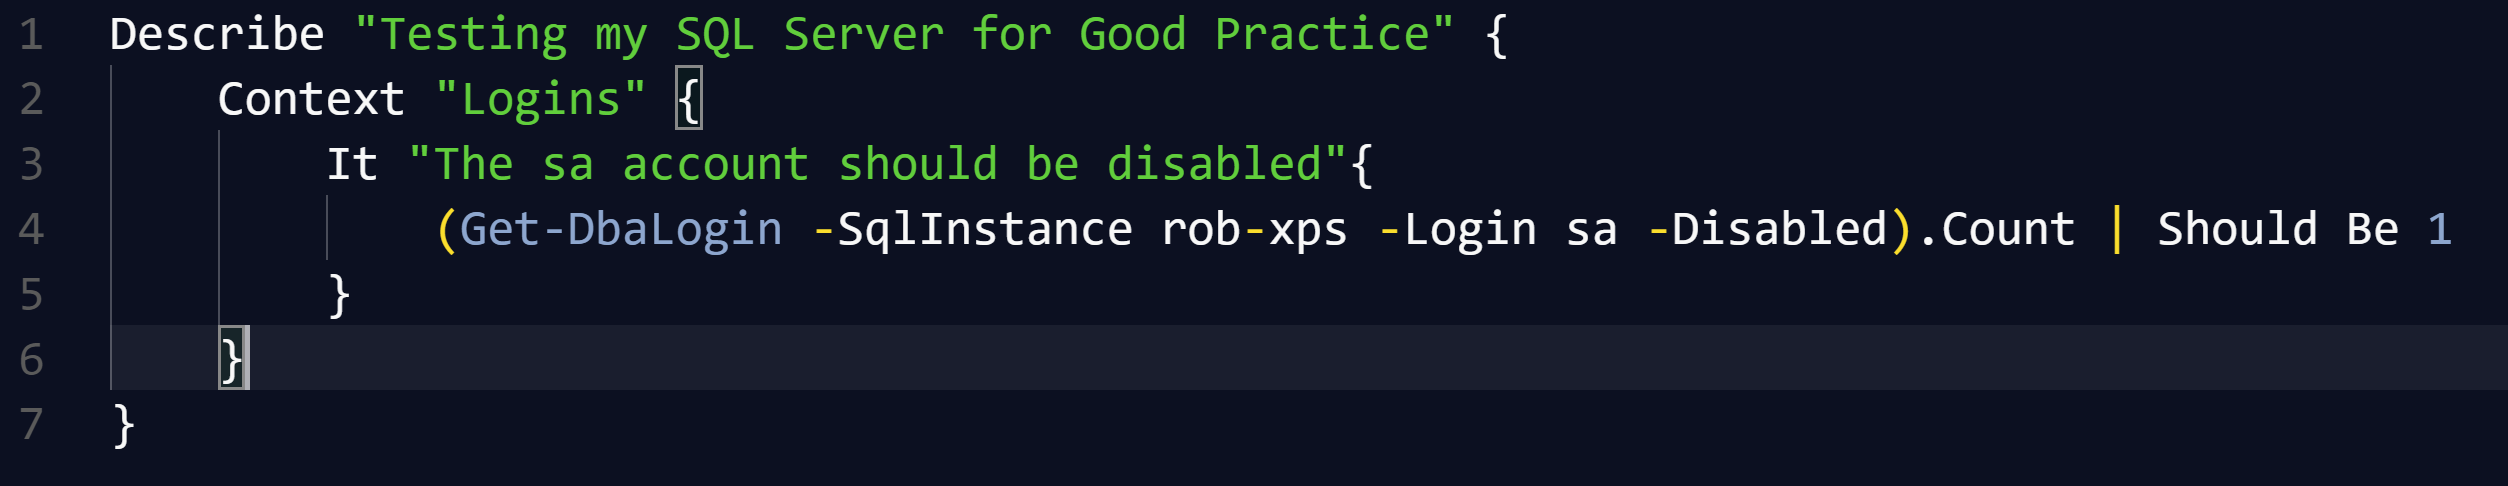 1 Describe "Testing my SQL Server for Good Practice" {
2 Context "Logins" {
3 It "The sa account should be disabled"{
4 (Get-DbaLogin -SqlInstance rob-xps -Login sa -Disabled).Count | Should Be 1
5 }
6 }
7 }